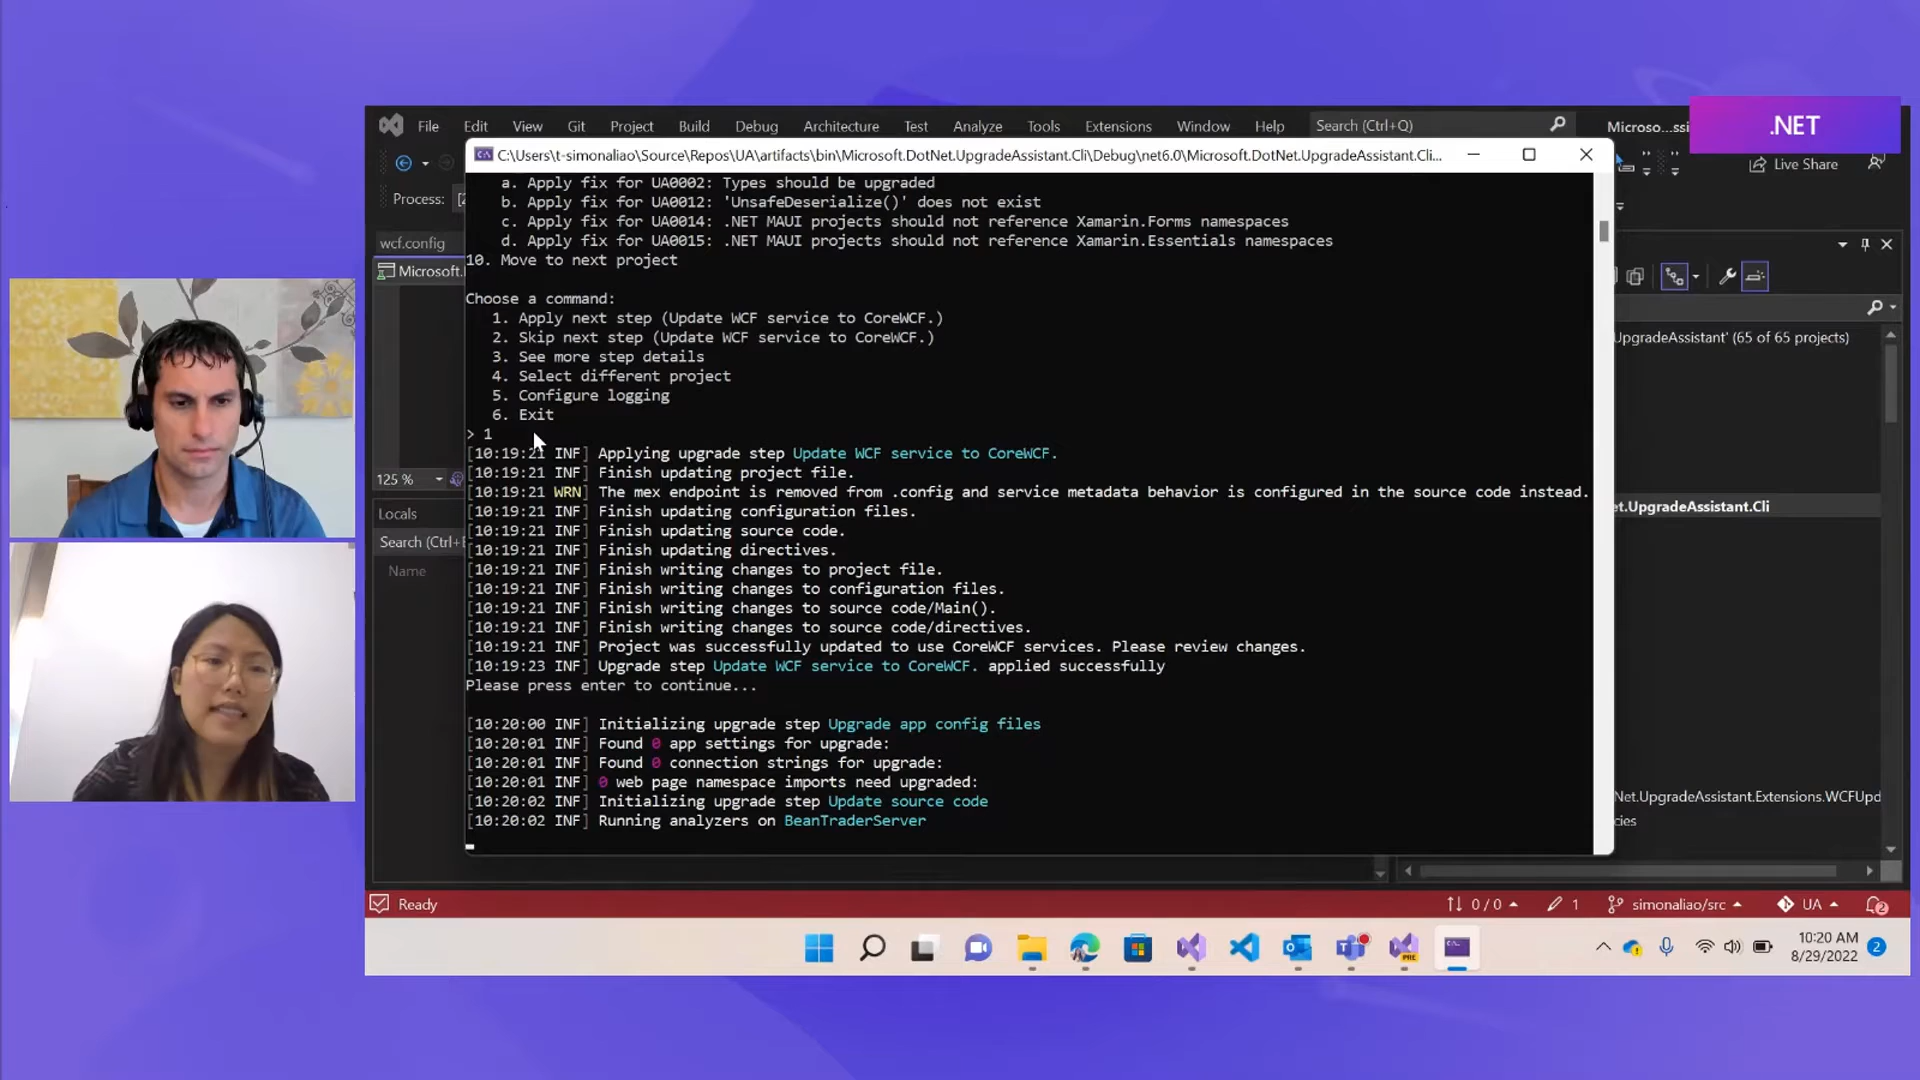 .NET
File Edit View Git Project Build Debug Architecture Test Analyze Tools Extensions Window Help Search (Ctrl+Q) Microso...ssi
C:\Users\t-simonaliao\Source\Repos\UA\artifacts\bin\Microsoft.DotNet.UpgradeAssistant.Cli\Debug\net6.0\Microsoft.DotNet.UpgradeAssistant.Cli...
Live Share
Process:
wcf.config
Microsoft.
a. Apply fix for UA0002: Types should be upgraded
b. Apply fix for UA0012: 'UnsafeDeserialize()' does not exist
c. Apply fix for UA0014: .NET MAUI projects should not reference Xamarin.Forms namespaces
d. Apply fix for UA0015: .NET MAUI projects should not reference Xamarin.Essentials namespaces
10. Move to next project
Choose a command:
1. Apply next step (Update WCF service to CoreWCF.)
2. Skip next step (Update WCF service to CoreWCF.)
3. See more step details
4. Select different project
5. Configure logging
6. Exit
> 1
[10:19:21 INF] Applying upgrade step Update WCF service to CoreWCF.
[10:19:21 INF] Finish updating project file.
[10:19:21 WRN] The mex endpoint is removed from .config and service metadata behavior is configured in the source code instead.
[10:19:21 INF] Finish updating configuration files.
[10:19:21 INF] Finish updating source code.
[10:19:21 INF] Finish updating directives.
[10:19:21 INF] Finish writing changes to project file.
[10:19:21 INF] Finish writing changes to configuration files.
[10:19:21 INF] Finish writing changes to source code/Main().
[10:19:21 INF] Finish writing changes to source code/directives.
[10:19:21 INF] Project was successfully updated to use CoreWCF services. Please review changes.
[10:19:23 INF] Upgrade step Update WCF service to CoreWCF. applied successfully
Please press enter to continue...
[10:20:00 INF] Initializing upgrade step Upgrade app config files
[10:20:01 INF] Found 0 app settings for upgrade:
[10:20:01 INF] Found 0 connection strings for upgrade:
[10:20:01 INF] 0 web page namespace imports need upgraded:
[10:20:02 INF] Initializing upgrade step Update source code
[10:20:02 INF] Running analyzers on BeanTraderServer
125 %
Locals
Search (Ctrl+E
Name
UpgradeAssistant' (65 of 65 projects)
et.UpgradeAssistant.Cli
Net.UpgradeAssistant.Extensions.WCFUpd
cies
Ready
0 / 0
1
simonaliao/src
UA
2
PRE
10:20 AM
8/29/2022
2